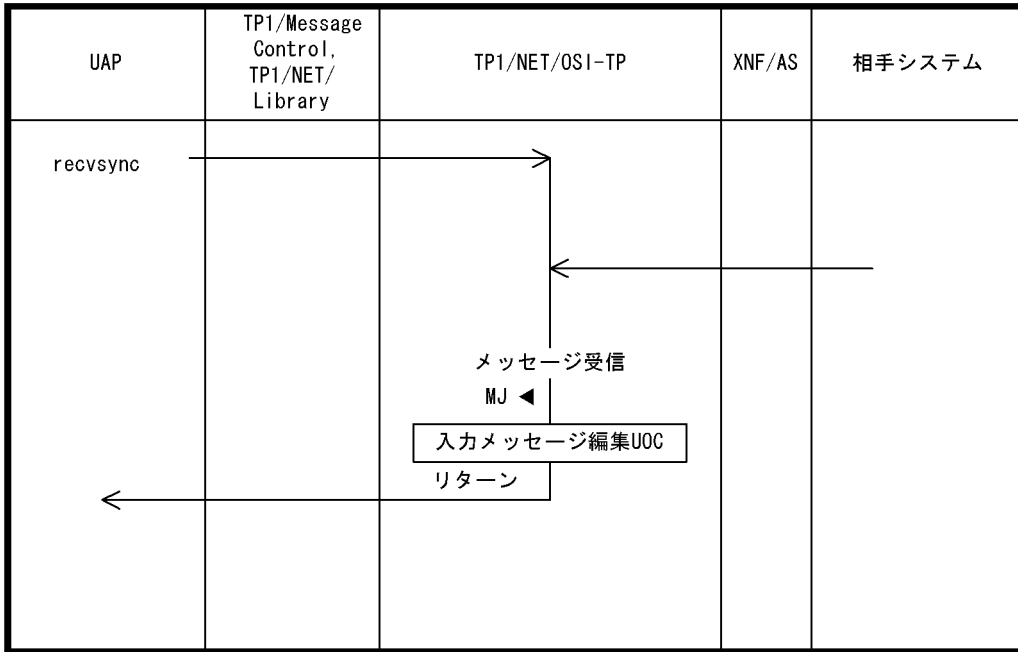 UAP
TP1/Message
Control,
TP1/NET/
Library
TP1/NET/OSI-TP
XNF/AS
相手システム
recvsync
メッセージ受信
MJ ◀
入力メッセージ編集UOC
リターン